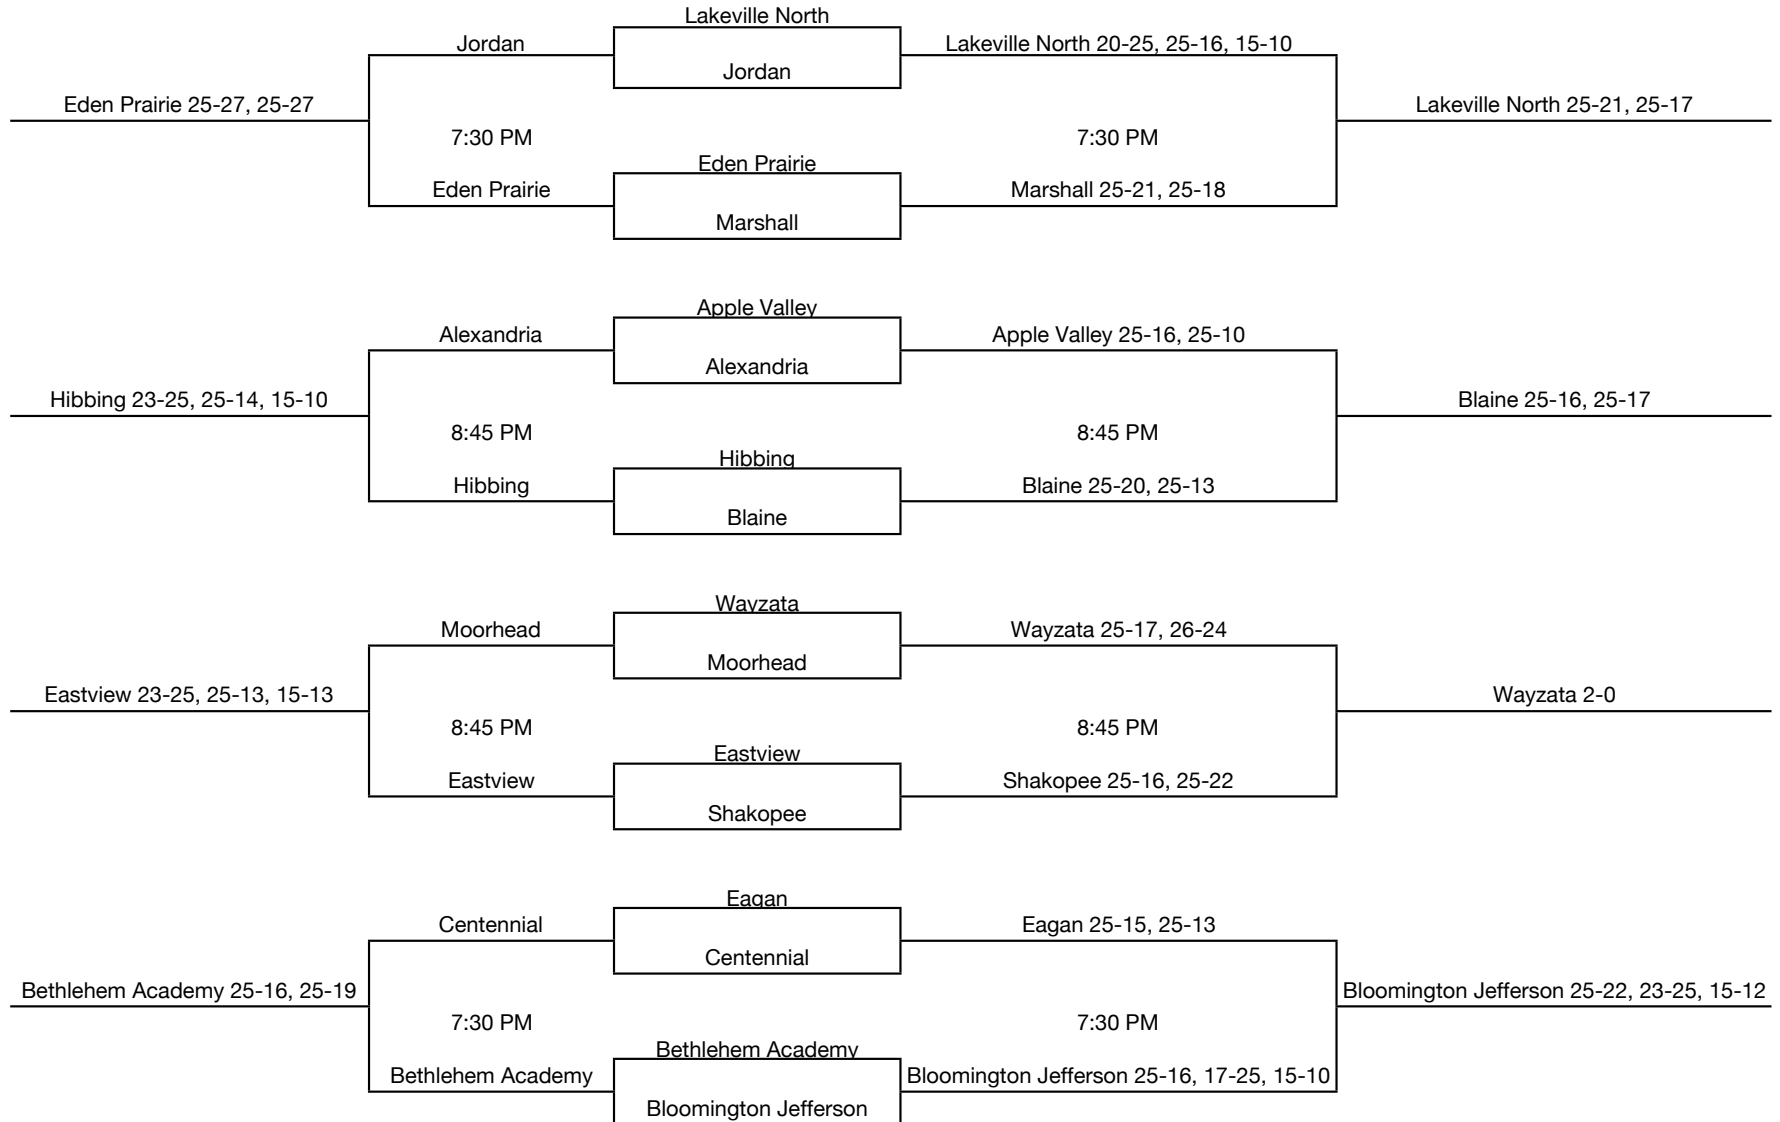 Lakeville North
Jordan
Lakeville North 20-25, 25-16, 15-10
Jordan
Eden Prairie 25-27, 25-27
Lakeville North 25-21, 25-17
7:30 PM
7:30 PM
Eden Prairie
Eden Prairie
Marshall 25-21, 25-18
Marshall
Apple Valley
Alexandria
Apple Valley 25-16, 25-10
Alexandria
Hibbing 23-25, 25-14, 15-10
Blaine 25-16, 25-17
8:45 PM
8:45 PM
Hibbing
Hibbing
Blaine 25-20, 25-13
Blaine
Wayzata
Moorhead
Wayzata 25-17, 26-24
Moorhead
Eastview 23-25, 25-13, 15-13
Wayzata 2-0
8:45 PM
8:45 PM
Eastview
Eastview
Shakopee 25-16, 25-22
Shakopee
Eagan
Centennial
Eagan 25-15, 25-13
Centennial
Bethlehem Academy 25-16, 25-19
Bloomington Jefferson 25-22, 23-25, 15-12
7:30 PM
7:30 PM
Bethlehem Academy
Bethlehem Academy
Bloomington Jefferson 25-16, 17-25, 15-10
Bloomington Jefferson